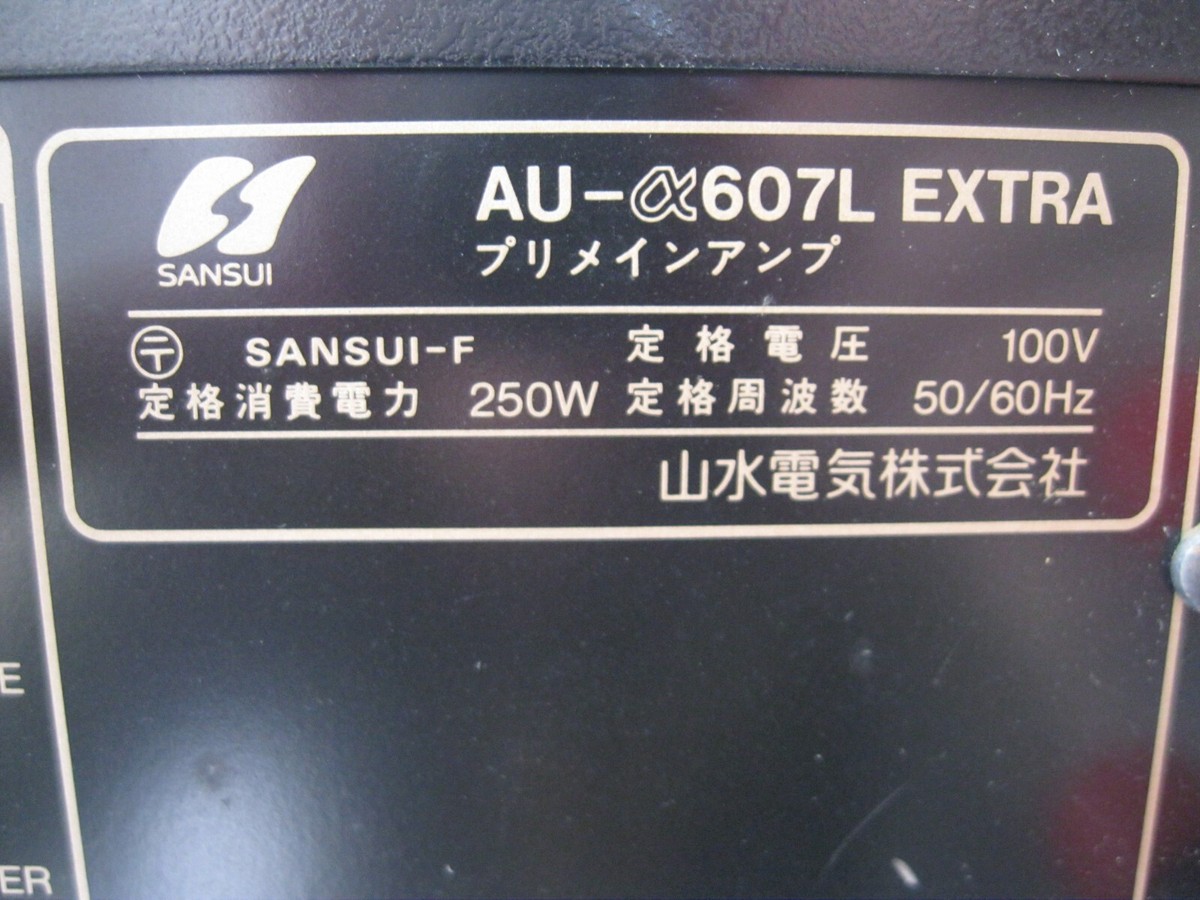 SANSUI
AU-α607L EXTRA
プリメインアンプ
〒 SANSUI-F 定格電圧 100V
定格消費電力 250W 定格周波数 50/60Hz
山水電気株式会社
E
ER